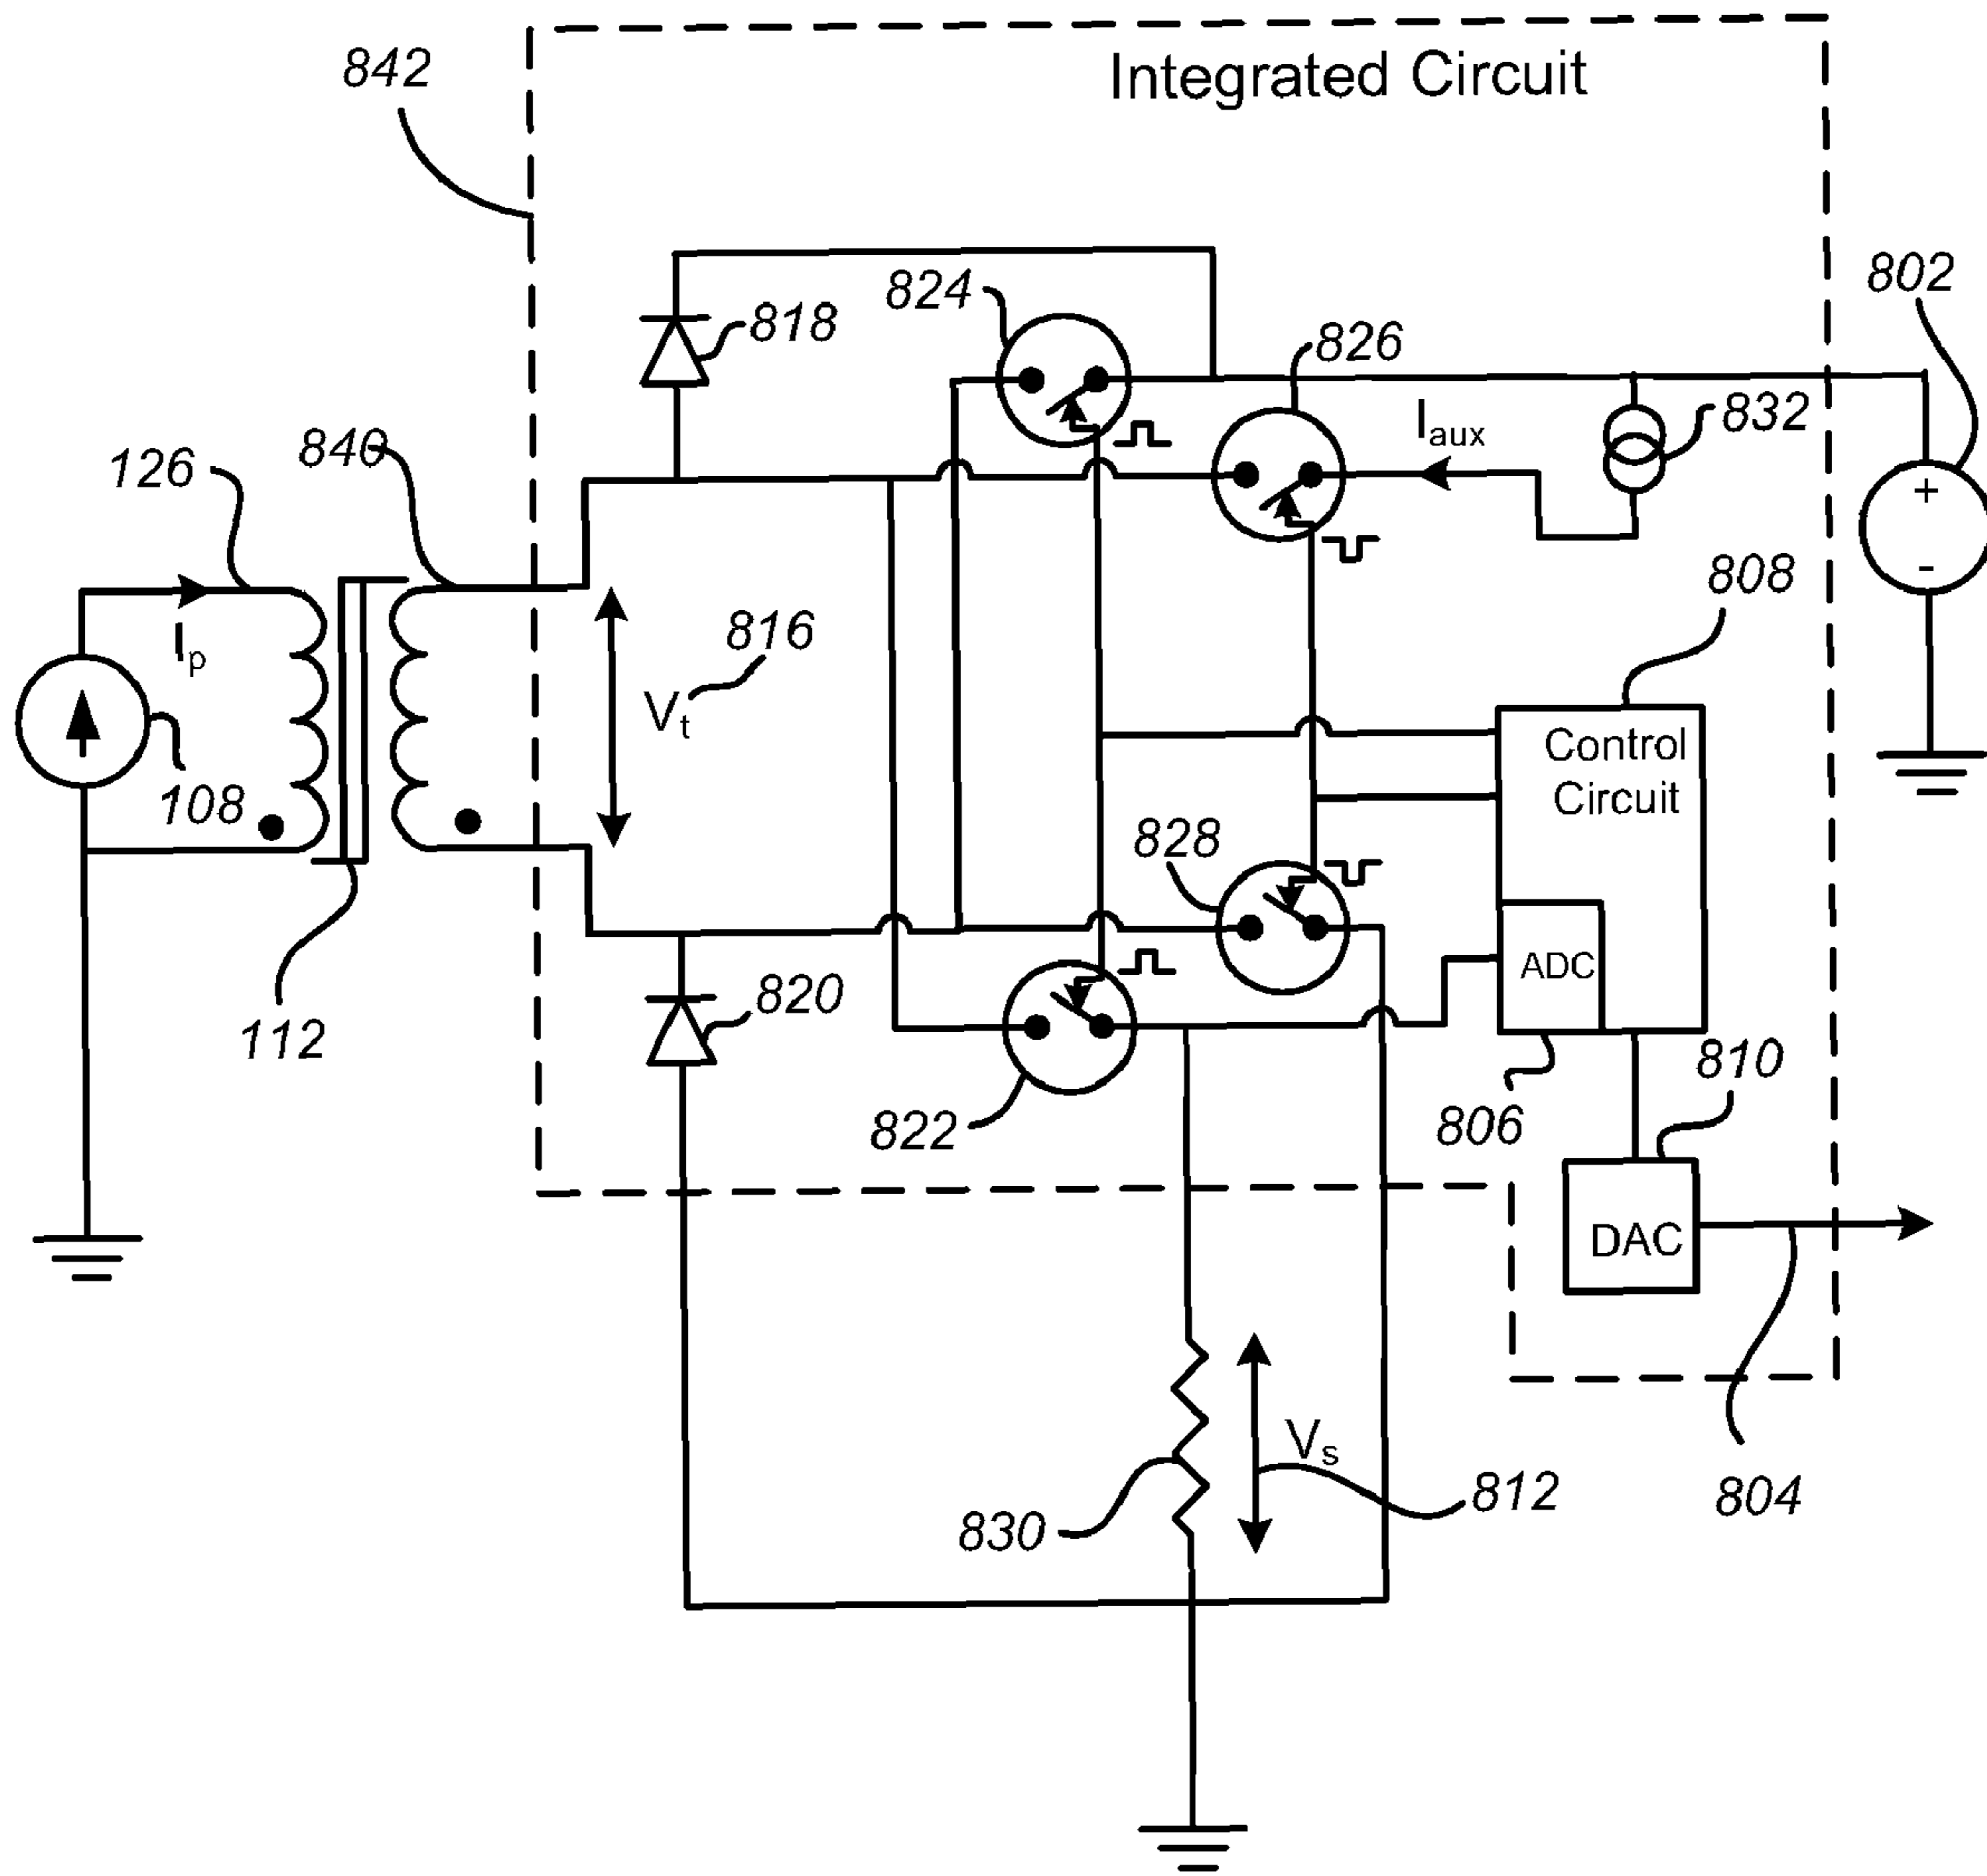 Integrated Circuit
842
818
824
826
802
832
I_aux
126
840
+
-
808
I_p
816
V_t
Control
Circuit
108
828
ADC
820
112
822
806
810
DAC
830
V_s
812
804